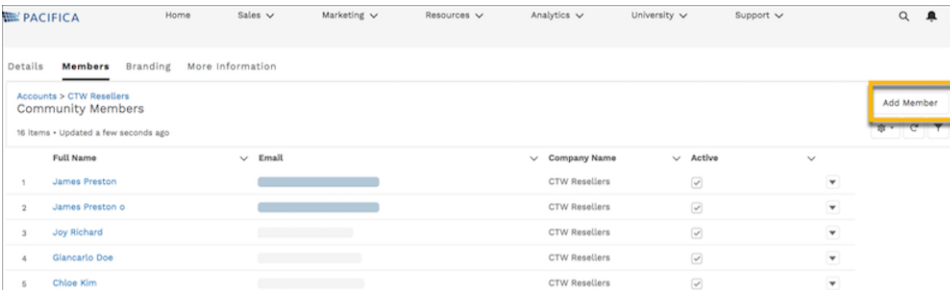 PACIFICA Home Sales Marketing Resources Analytics University Support
Details Members Branding More Information
Accounts > CTW Resellers
Community Members
Add Member
16 items • Updated a few seconds ago
Full Name Email Company Name Active
1 James Preston CTW Resellers
2 James Preston o CTW Resellers
3 Joy Richard CTW Resellers
4 Giancarlo Doe CTW Resellers
5 Chloe Kim CTW Resellers